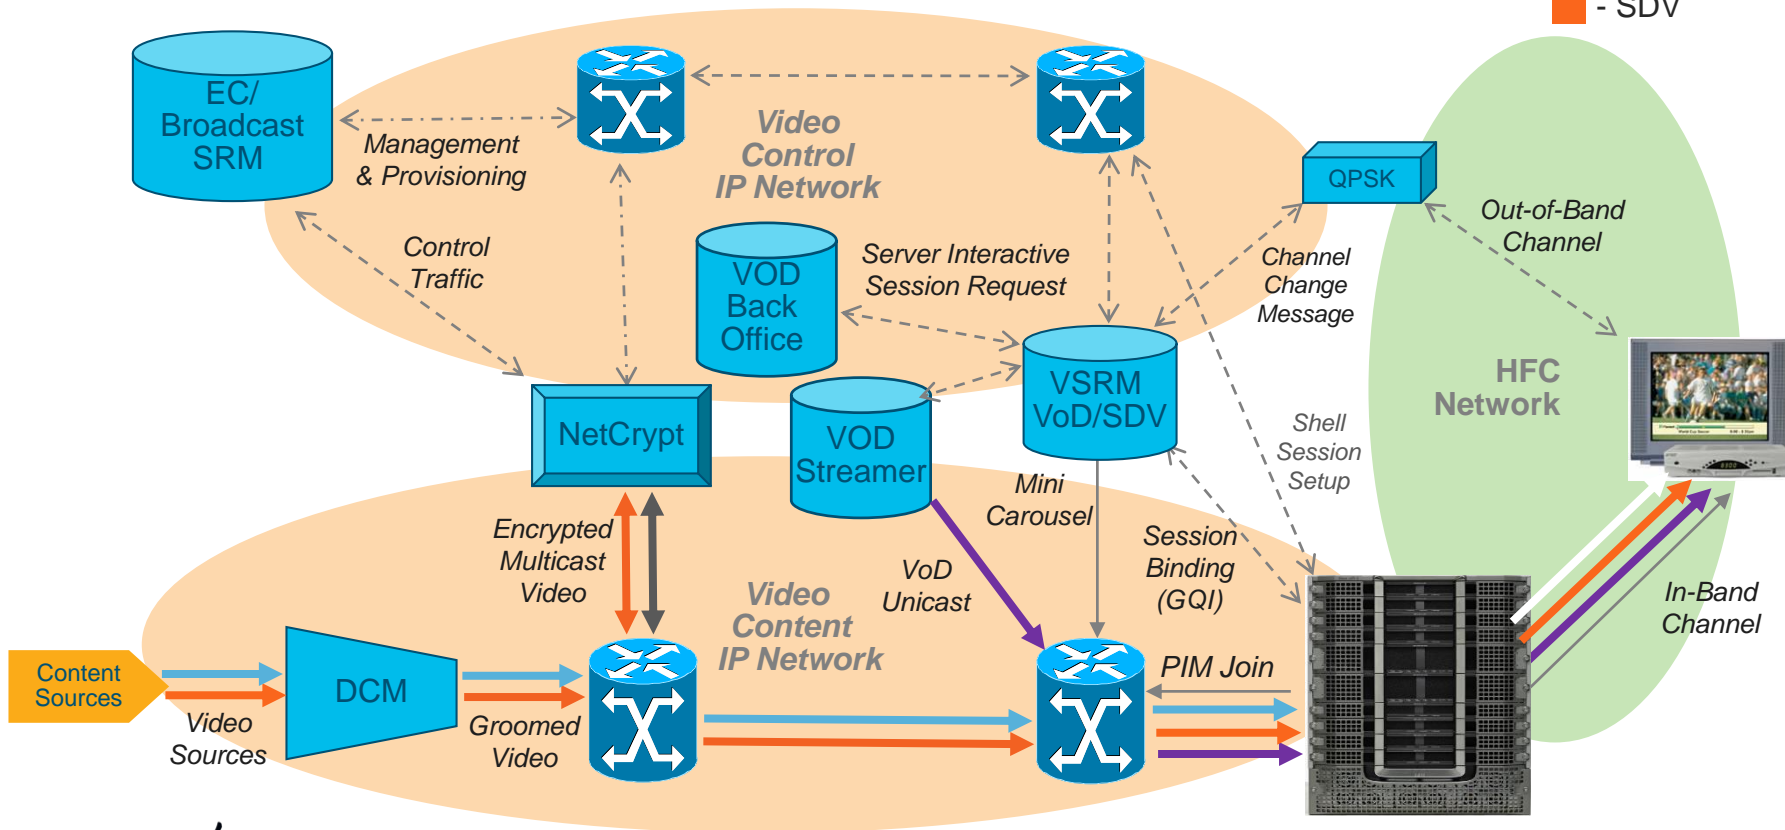 - SDV
EC/
Broadcast
SRM
Management
& Provisioning
Video
Control
IP Network
QPSK
Out-of-Band
Channel
Control
Traffic
VOD
Back
Office
Server Interactive
Session Request
Channel
Change
Message
VSRM
VoD/SDV
HFC
Network
NetCrypt
VOD
Streamer
Shell
Session
Setup
Mini
Carousel
Encrypted
Multicast
Video
Session
Binding
(GQI)
VoD
Unicast
Video
Content
IP Network
In-Band
Channel
Content
Sources
DCM
PIM Join
Video
Sources
Groomed
Video